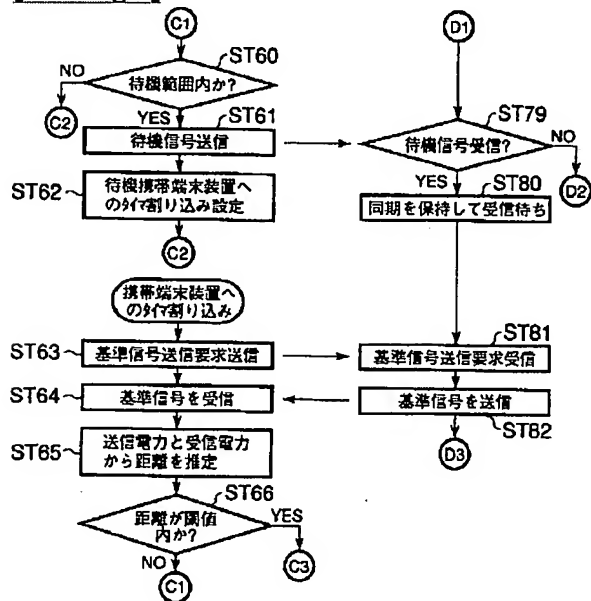 C1
ST60
NO
待機範囲内か?
C2
YES
ST61
待機信号送信
ST62
待機携帯端末装置へ
のタイマ割り込み設定
C2
携帯端末装置へ
のタイマ割り込み
ST63
基準信号送信要求送信
ST64
基準信号を受信
ST65
送信電力と受信電力
から距離を推定
ST66
距離が閾値
内か?
YES
NO
C3
C1
D1
ST79
待機信号受信?
NO
YES
D2
ST80
同期を保持して受信待ち
ST81
基準信号送信要求受信
基準信号を送信
ST82
D3